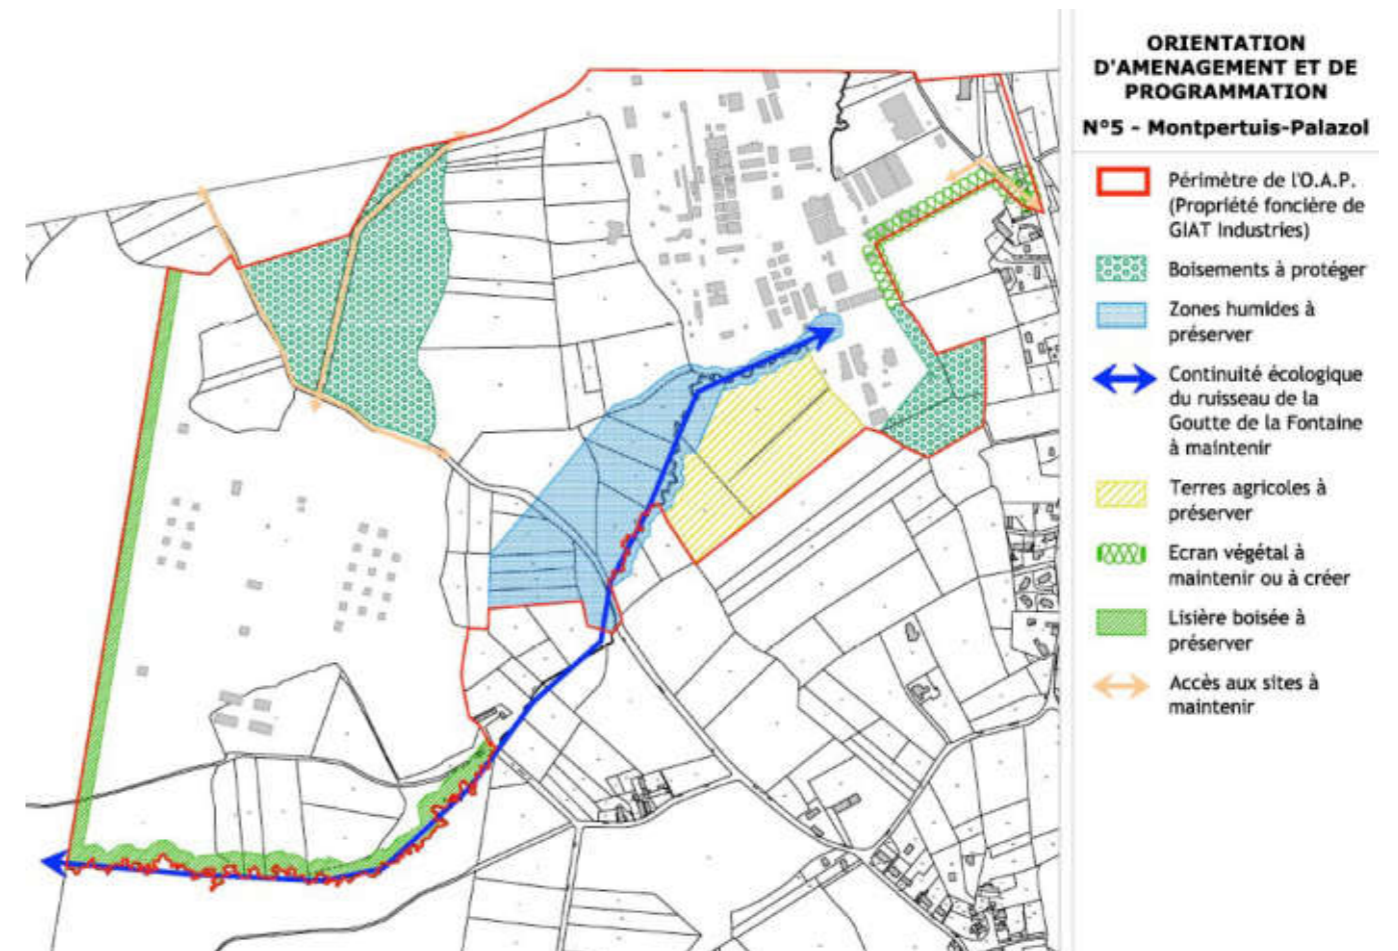 ORIENTATION
D'AMENAGEMENT ET DE
PROGRAMMATION
N°5 - Montpertuis-Palazol
Périmètre de l'O.A.P.
(Propriété foncière de
GIAT Industries)
Boisements à protéger
Zones humides à
préserver
Continuité écologique
du ruisseau de la
Goutte de la Fontaine
à maintenir
Terres agricoles à
préserver
Ecran végétal à
maintenir ou à créer
Lisière boisée à
préserver
Accès aux sites à
maintenir